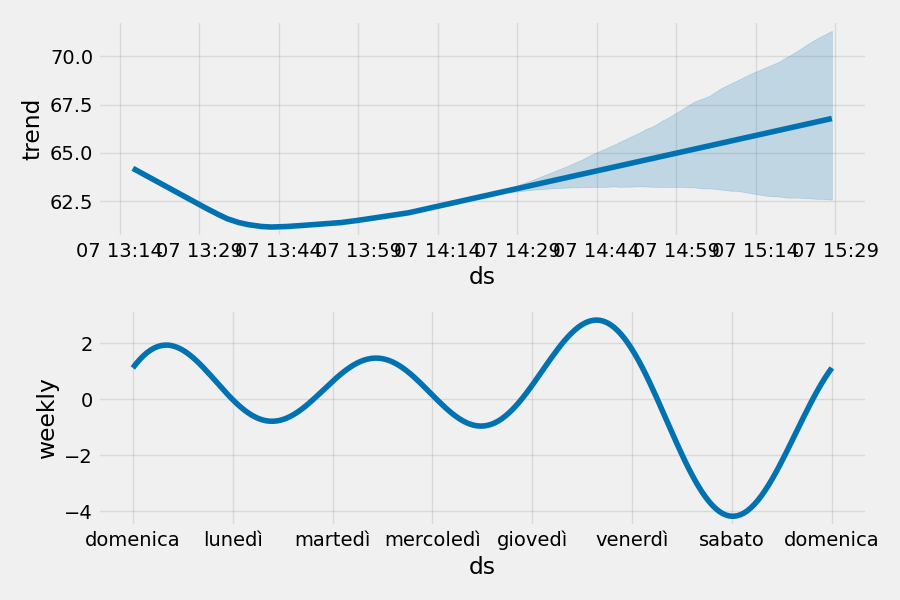 trend
70.0
67.5
65.0
62.5
07 13:14 07 13:29 07 13:44 07 13:59 07 14:14 07 14:29 07 14:44 07 14:59 07 15:14 07 15:29
ds
weekly
2
0
−2
−4
domenica lunedì martedì mercoledì giovedì venerdì sabato domenica
ds